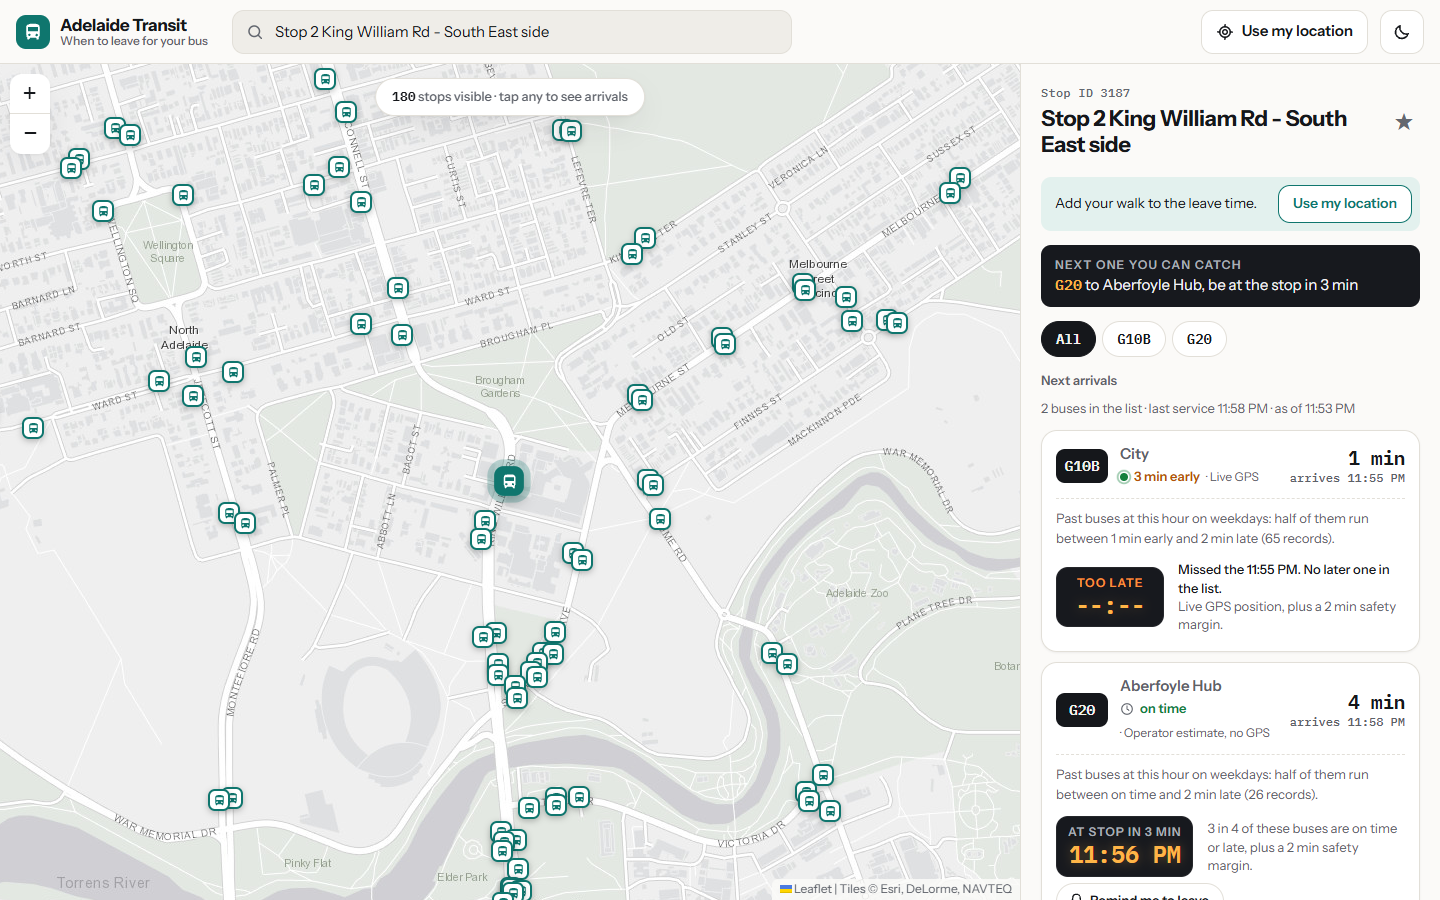 Adelaide Transit
When to leave for your bus
Stop 2 King William Rd - South East side
Use my location
+
−
180 stops visible · tap any to see arrivals
CONNELL ST
CURTIS ST
LEFEVRE TER
VERONICA LN
SUSSEX ST
STANLEY ST
MELBOURNE
Wellington
Square
NORTH ST
BARNARD LN
BARNARD ST
North
Adelaide
WARD ST
BROUGHAM PL
OLD ST
Melbourne
Brougham
Gardens
FINNISS ST
MACKINNON PDE
WARD ST
PALMER PL
BAGOT ST
ABBOTT LN
WAR MEMORIAL DR
Adelaide Zoo
PLANE TREE DR
MONTEFIORE RD
WAR MEMORIAL DR
Pinky Flat
Torrens River
Elder Park
VICTORIA DR
Leaflet | Tiles © Esri, DeLorme, NAVTEQ
Stop ID 3187
Stop 2 King William Rd - South
East side
Add your walk to the leave time.
Use my location
NEXT ONE YOU CAN CATCH
G20 to Aberfoyle Hub, be at the stop in 3 min
All
G10B
G20
Next arrivals
2 buses in the list · last service 11:58 PM · as of 11:53 PM
G10B
City
3 min early · Live GPS
1 min
arrives 11:55 PM
Past buses at this hour on weekdays: half of them run
between 1 min early and 2 min late (65 records).
TOO LATE
--:--
Missed the 11:55 PM. No later one in
the list.
Live GPS position, plus a 2 min safety
margin.
G20
Aberfoyle Hub
on time
· Operator estimate, no GPS
4 min
arrives 11:58 PM
Past buses at this hour on weekdays: half of them run
between on time and 2 min late (26 records).
AT STOP IN 3 MIN
11:56 PM
3 in 4 of these buses are on time
or late, plus a 2 min safety
margin.
Remind me to leave